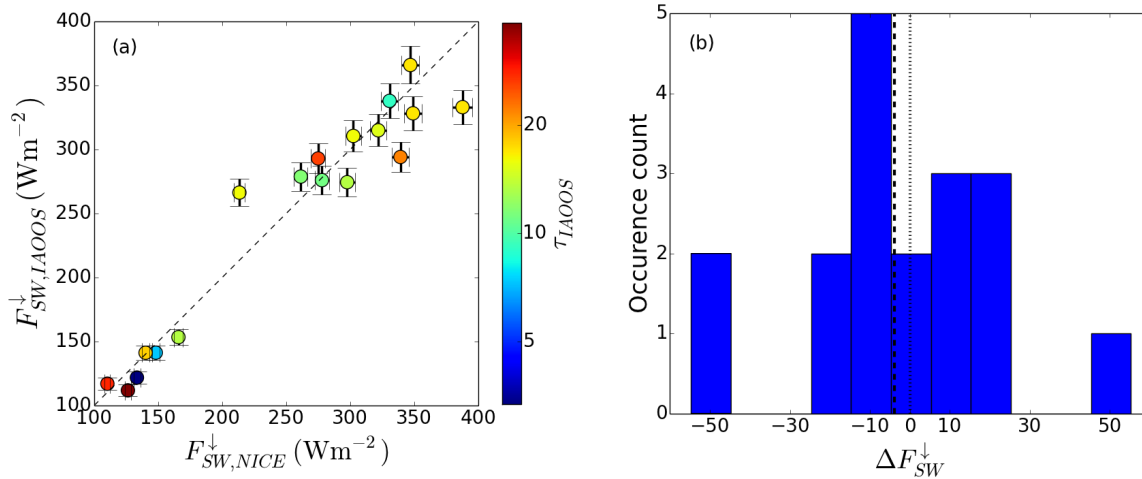 (a)
400
350
300
250
200
150
100
100 150 200 250 300 350 400
F↓SW,IAOOS (Wm−2)
F↓SW,NICE (Wm−2)
20
10
5
τIAOOS
(b)
5
4
3
2
1
0
−50 −30 −10 0 10 30 50
Occurence count
ΔF↓SW